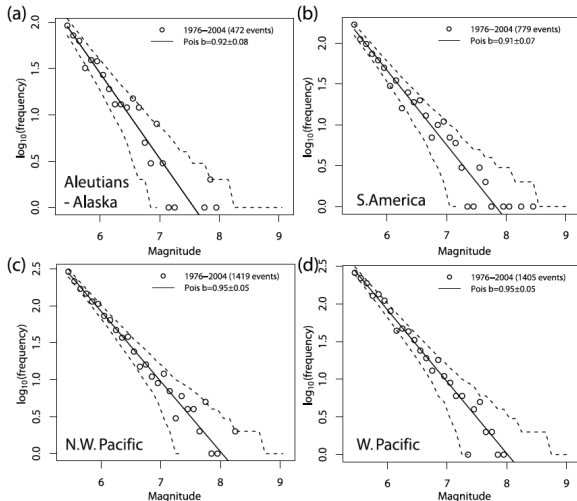 (a)
1976−2004 (472 events)
Pois b=0.92±0.08
2.0
1.5
1.0
0.5
0.0
log10(frequency)
Aleutians
- Alaska
6 7 8 9
Magnitude
(b)
1976−2004 (779 events)
Pois b=0.91±0.07
2.0
1.5
1.0
0.5
0.0
log10(frequency)
S.America
6 7 8 9
Magnitude
(c)
1976−2004 (1419 events)
Pois b=0.95±0.05
2.5
2.0
1.5
1.0
0.5
0.0
log10(frequency)
N.W. Pacific
6 7 8 9
Magnitude
(d)
1976−2004 (1405 events)
Pois b=0.95±0.05
2.5
2.0
1.5
1.0
0.5
0.0
log10(frequency)
W. Pacific
6 7 8 9
Magnitude